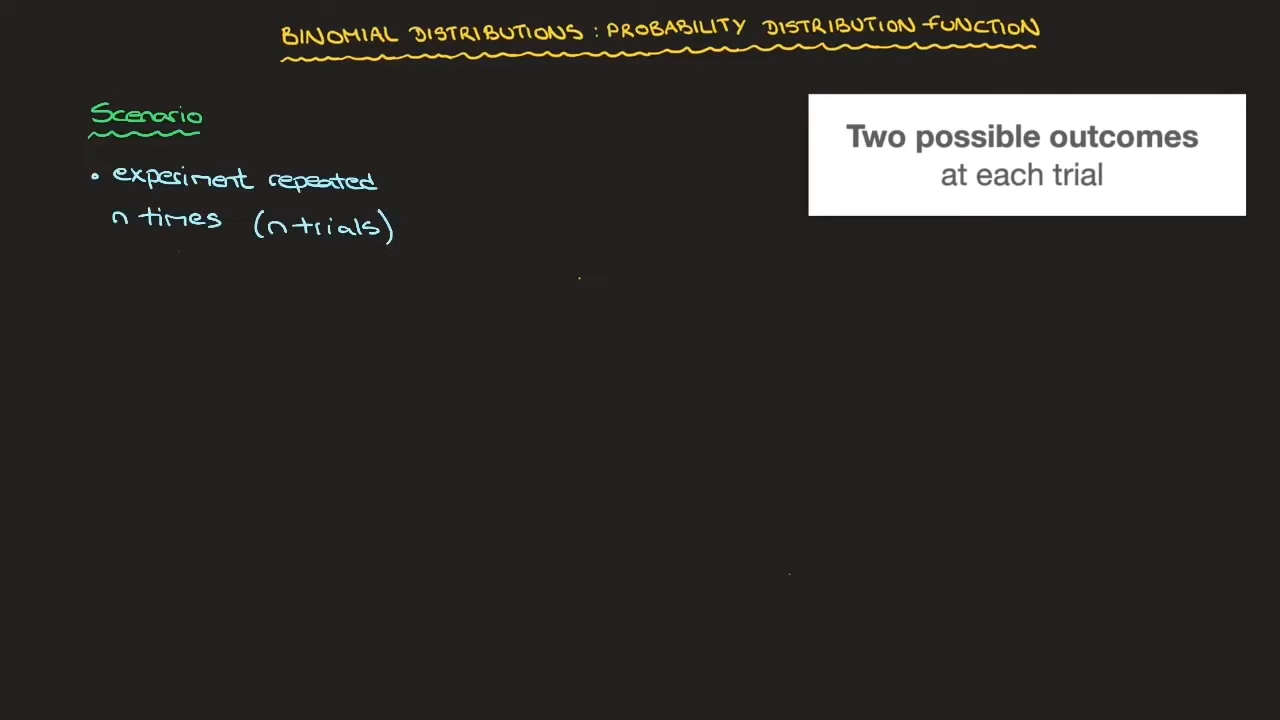 BINOMIAL DISTRIBUTIONS : PROBABILITY DISTRIBUTION FUNCTION
Scenario
• experiment repeated
n times (n trials)
Two possible outcomes
at each trial